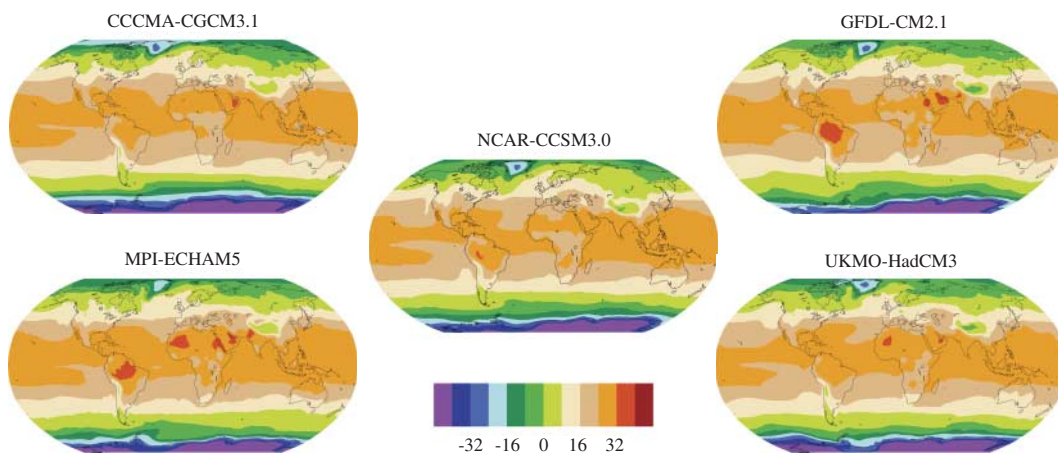 CCCMA-CGCM3.1
GFDL-CM2.1
NCAR-CCSM3.0
MPI-ECHAM5
UKMO-HadCM3
-32 -16 0 16 32